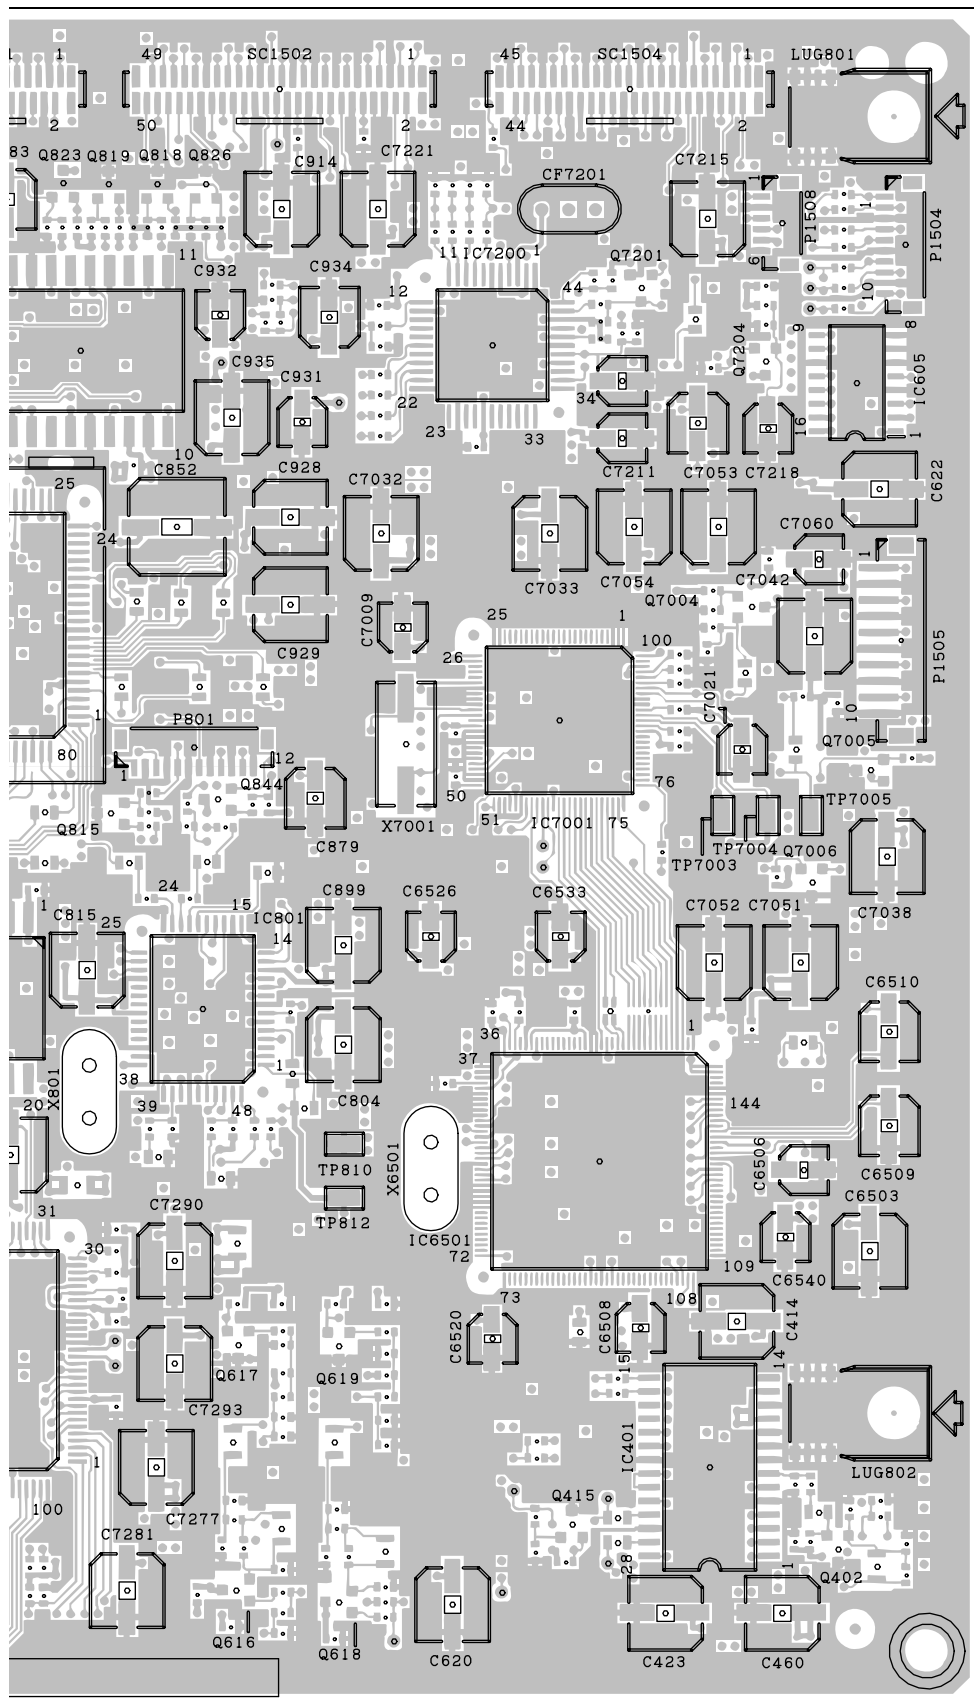 1 49 SC1502 1 45 SC1504 1 LUG801
2 50 2 44 2
83 Q823 Q819 Q818 Q826 C914 C7221 CF7201 C7215 1 P1508 1 P1504
11 C932 C934 11 IC7200 1 Q7201 6 10
12 44 Q7204 9 8
C935 C931 22 34 IC605
10 23 33 16 1
25 C852 C928 C7032 C7211 C7053 C7218 C622
24 C7060 1
C7033 C7054 C7042
C7009 25 1 Q7004
C929 26 100 P1505
1 P801 C7021 10
80 1 12 Q844 50 76 Q7005
Q815 X7001 51 IC7001 75 TP7005
C879 TP7003 TP7004 Q7006
24 15 C899 C6526 C6533 C7052 C7051 C7038
1 C815 25 IC801 14
C6510
36 1
X801 38 1 37
20 39 48 C804 144
TP810 X6501 C6506 C6509
31 C7290 TP812 IC6501 C6503
30 72 109
73 108 C6540
C6520 C6508 C414
Q617 Q619 15 14
C7293
1 IC401 LUG802
100 C7277 Q415
C7281 28 1 Q402
Q616 Q618 C620 C423 C460